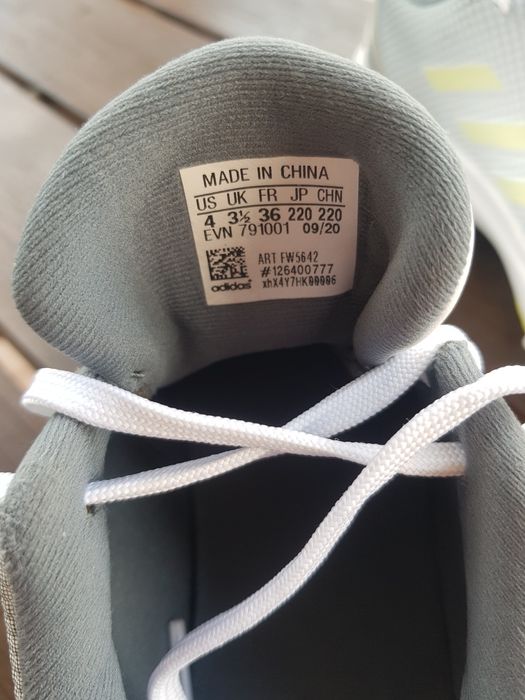 MADE IN CHINA
US UK FR JP CHN
4 3½ 36 220 220
EVN 791001 09/20
ART FW5642
#126400777
xhX4Y7HK00006
adidas